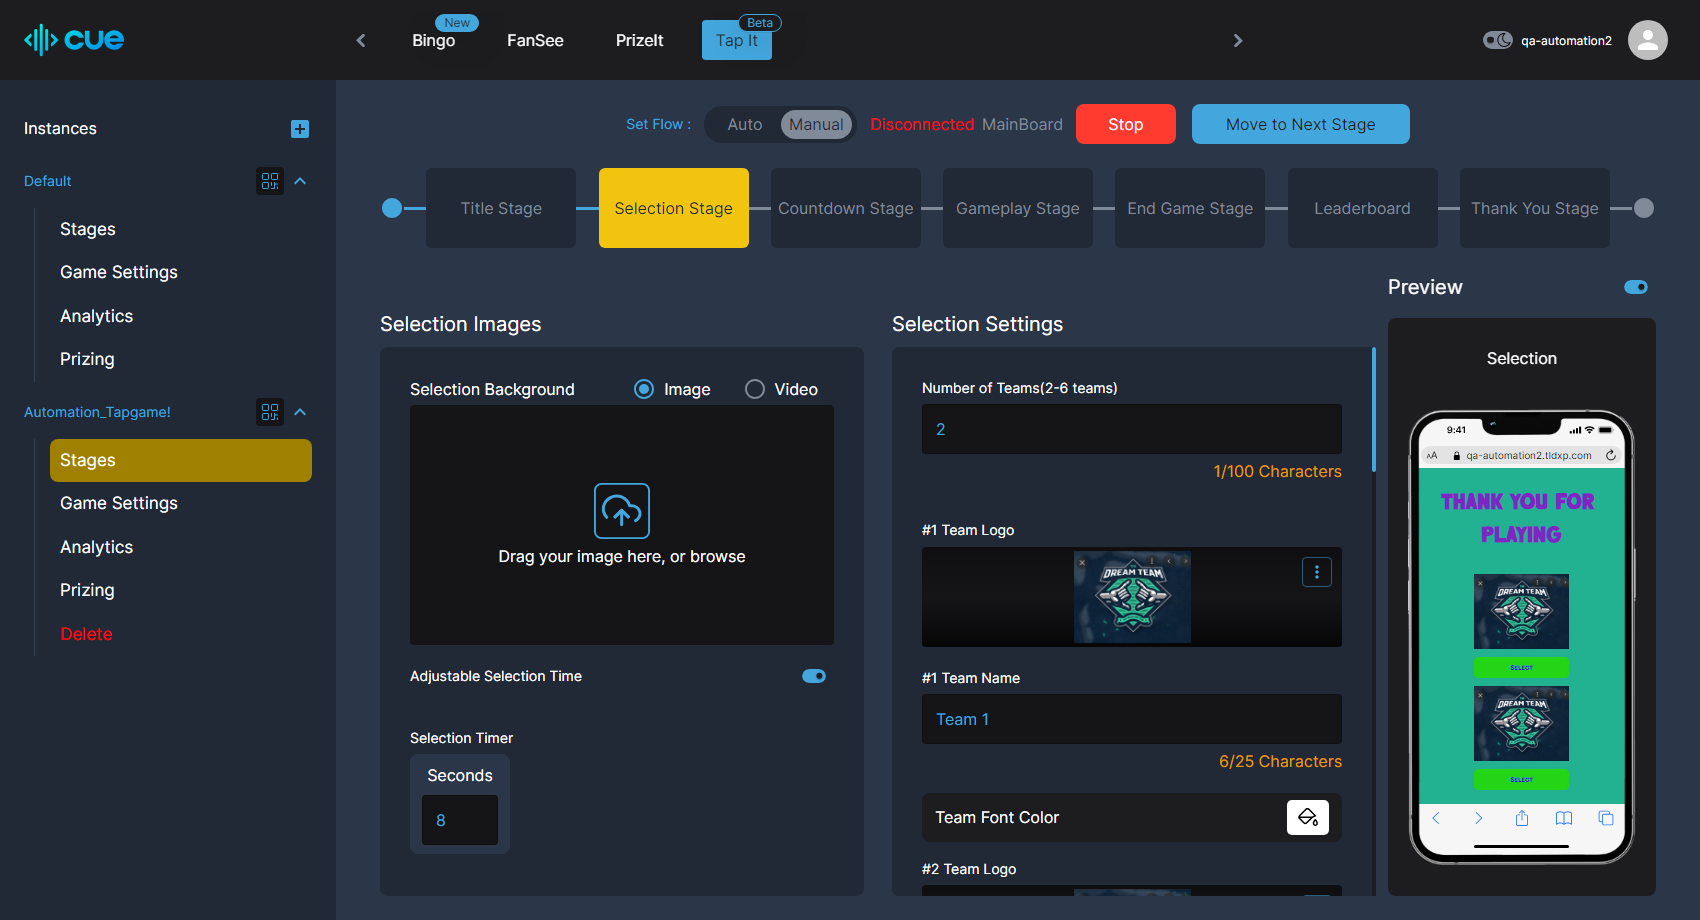 cue
Bingo
New
FanSee
PrizeIt
Tap It
Beta
qa-automation2
Instances
Default
Stages
Game Settings
Analytics
Prizing
Automation_Tapgame!
Stages
Game Settings
Analytics
Prizing
Delete
Set Flow :
Auto
Manual
Disconnected MainBoard
Stop
Move to Next Stage
Title Stage
Selection Stage
Countdown Stage
Gameplay Stage
End Game Stage
Leaderboard
Thank You Stage
Selection Images
Selection Background
Image
Video
Drag your image here, or browse
Adjustable Selection Time
Selection Timer
Seconds
8
Selection Settings
Number of Teams(2-6 teams)
2
1/100 Characters
#1 Team Logo
DREAM TEAM
#1 Team Name
Team 1
6/25 Characters
Team Font Color
#2 Team Logo
Preview
Selection
9:41
AA
qa-automation2.tldxp.com
THANK YOU FOR
PLAYING
DREAM TEAM
SELECT
DREAM TEAM
SELECT